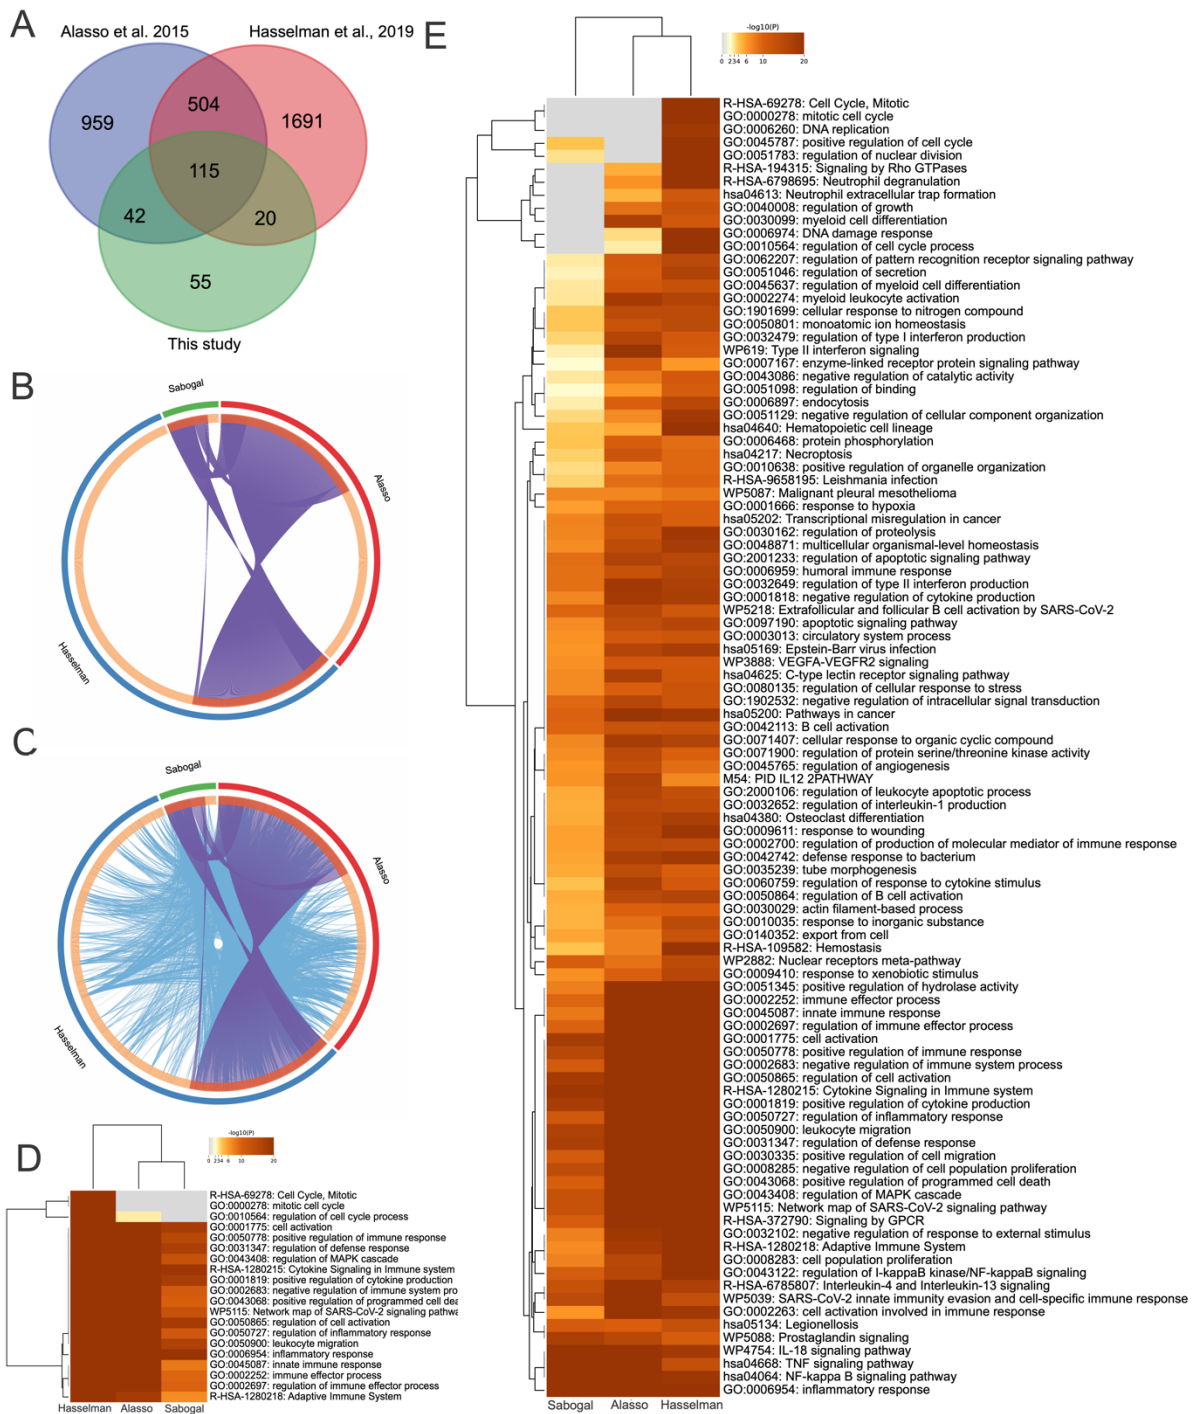 A
Alasso et al. 2015
Hasselman et al., 2019
959
504
1691
115
42
20
55
This study
B
Sabogal
Alasso
Hasselman
C
Sabogal
Alasso
Hasselman
D
-log10(P)
0 2 3 4 6 10 20
R-HSA-69278: Cell Cycle, Mitotic
GO:0000278: mitotic cell cycle
GO:0010564: regulation of cell cycle process
GO:0001775: cell activation
GO:0050778: positive regulation of immune response
GO:0031347: regulation of defense response
GO:0043408: regulation of MAPK cascade
R-HSA-1280215: Cytokine Signaling in Immune system
GO:0001819: positive regulation of cytokine production
GO:0002683: negative regulation of immune system pro
GO:0043068: positive regulation of programmed cell dea
WP5115: Network map of SARS-CoV-2 signaling pathwa
GO:0050865: regulation of cell activation
GO:0050727: regulation of inflammatory response
GO:0050900: leukocyte migration
GO:0006954: inflammatory response
GO:0045087: innate immune response
GO:0002252: immune effector process
GO:0002697: regulation of immune effector process
R-HSA-1280218: Adaptive Immune System
Hasselman Alasso Sabogal
E
-log10(P)
0 2 3 4 6 10 20
R-HSA-69278: Cell Cycle, Mitotic
GO:0000278: mitotic cell cycle
GO:0006260: DNA replication
GO:0045787: positive regulation of cell cycle
GO:0051783: regulation of nuclear division
R-HSA-194315: Signaling by Rho GTPases
R-HSA-6798695: Neutrophil degranulation
hsa04613: Neutrophil extracellular trap formation
GO:0040008: regulation of growth
GO:0030099: myeloid cell differentiation
GO:0006974: DNA damage response
GO:0010564: regulation of cell cycle process
GO:0062207: regulation of pattern recognition receptor signaling pathway
GO:0051046: regulation of secretion
GO:0045637: regulation of myeloid cell differentiation
GO:0002274: myeloid leukocyte activation
GO:1901699: cellular response to nitrogen compound
GO:0050801: monoatomic ion homeostasis
GO:0032479: regulation of type I interferon production
WP619: Type II interferon signaling
GO:0007167: enzyme-linked receptor protein signaling pathway
GO:0043086: negative regulation of catalytic activity
GO:0051098: regulation of binding
GO:0006897: endocytosis
GO:0051129: negative regulation of cellular component organization
hsa04640: Hematopoietic cell lineage
GO:0006468: protein phosphorylation
hsa04217: Necroptosis
GO:0010638: positive regulation of organelle organization
R-HSA-9658195: Leishmania infection
WP5087: Malignant pleural mesothelioma
GO:0001666: response to hypoxia
hsa05202: Transcriptional misregulation in cancer
GO:0030162: regulation of proteolysis
GO:0048871: multicellular organismal-level homeostasis
GO:2001233: regulation of apoptotic signaling pathway
GO:0006959: humoral immune response
GO:0032649: regulation of type II interferon production
GO:0001818: negative regulation of cytokine production
WP5218: Extrafollicular and follicular B cell activation by SARS-CoV-2
GO:0097190: apoptotic signaling pathway
GO:0003013: circulatory system process
hsa05169: Epstein-Barr virus infection
WP3888: VEGFA-VEGFR2 signaling
hsa04625: C-type lectin receptor signaling pathway
GO:0080135: regulation of cellular response to stress
GO:1902532: negative regulation of intracellular signal transduction
hsa05200: Pathways in cancer
GO:0042113: B cell activation
GO:0071407: cellular response to organic cyclic compound
GO:0071900: regulation of protein serine/threonine kinase activity
GO:0045765: regulation of angiogenesis
M54: PID IL12 2PATHWAY
GO:2000106: regulation of leukocyte apoptotic process
GO:0032652: regulation of interleukin-1 production
hsa04380: Osteoclast differentiation
GO:0009611: response to wounding
GO:0002700: regulation of production of molecular mediator of immune response
GO:0042742: defense response to bacterium
GO:0035239: tube morphogenesis
GO:0060759: regulation of response to cytokine stimulus
GO:0050864: regulation of B cell activation
GO:0030029: actin filament-based process
GO:0010035: response to inorganic substance
GO:0140352: export from cell
R-HSA-109582: Hemostasis
WP2882: Nuclear receptors meta-pathway
GO:0009410: response to xenobiotic stimulus
GO:0051345: positive regulation of hydrolase activity
GO:0002252: immune effector process
GO:0045087: innate immune response
GO:0002697: regulation of immune effector process
GO:0001775: cell activation
GO:0050778: positive regulation of immune response
GO:0002683: negative regulation of immune system process
GO:0050865: regulation of cell activation
R-HSA-1280215: Cytokine Signaling in Immune system
GO:0001819: positive regulation of cytokine production
GO:0050727: regulation of inflammatory response
GO:0050900: leukocyte migration
GO:0031347: regulation of defense response
GO:0030335: positive regulation of cell migration
GO:0008285: negative regulation of cell population proliferation
GO:0043068: positive regulation of programmed cell death
GO:0043408: regulation of MAPK cascade
WP5115: Network map of SARS-CoV-2 signaling pathway
R-HSA-372790: Signaling by GPCR
GO:0032102: negative regulation of response to external stimulus
R-HSA-1280218: Adaptive Immune System
GO:0008283: cell population proliferation
GO:0043122: regulation of I-kappaB kinase/NF-kappaB signaling
R-HSA-6785807: Interleukin-4 and Interleukin-13 signaling
WP5039: SARS-CoV-2 innate immunity evasion and cell-specific immune response
GO:0002263: cell activation involved in immune response
hsa05134: Legionellosis
WP5088: Prostaglandin signaling
WP4754: IL-18 signaling pathway
hsa04668: TNF signaling pathway
hsa04064: NF-kappa B signaling pathway
GO:0006954: inflammatory response
Sabogal Alasso Hasselman